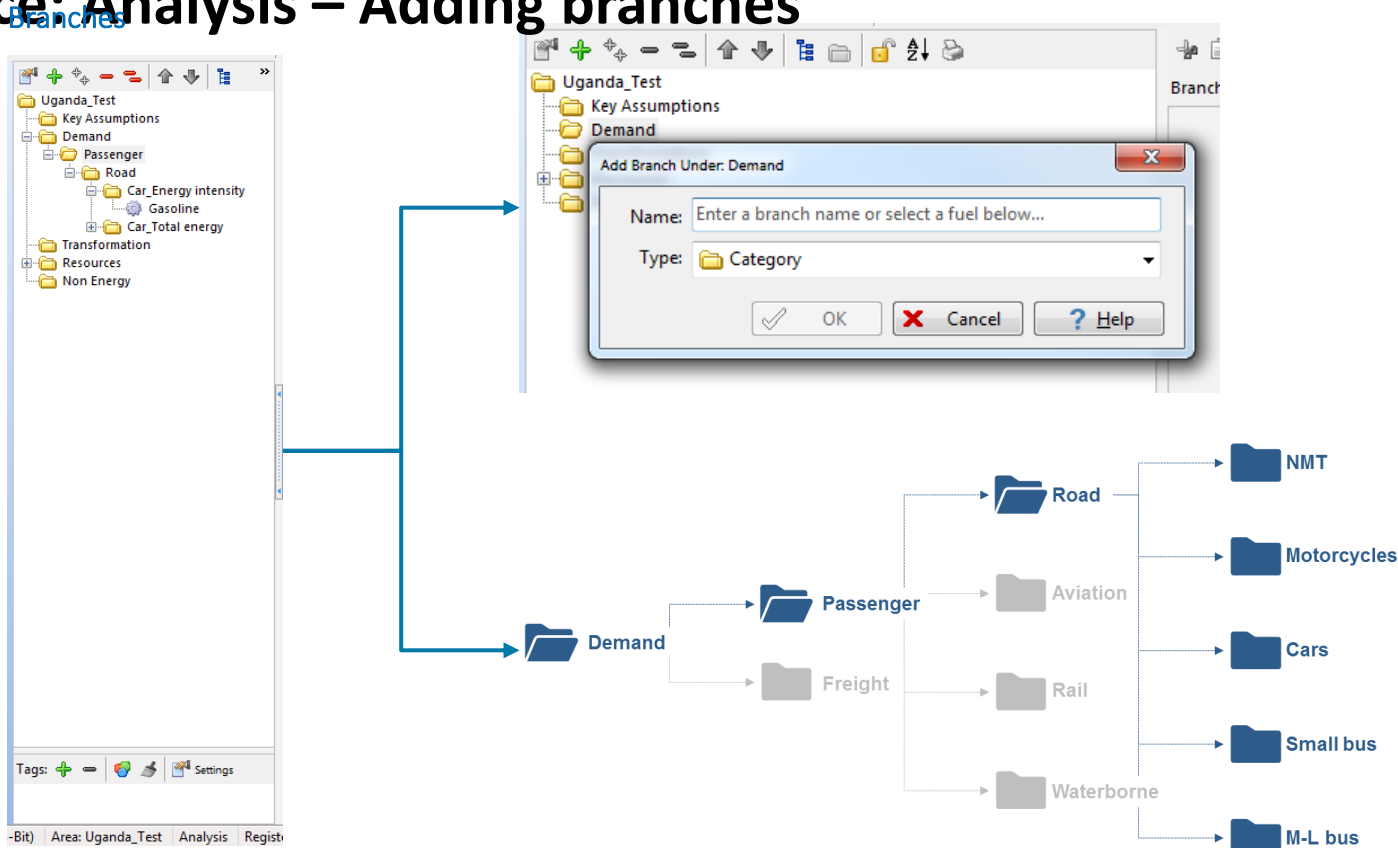 ce: Analysis – Adding branches
Branches
»
Uganda_Test
Key Assumptions
Demand
Passenger
Road
Car_Energy intensity
Gasoline
Car_Total energy
Transformation
Resources
Non Energy
Tags:
Settings
-Bit) Area: Uganda_Test Analysis Regist
Uganda_Test
Key Assumptions
Demand
Branch
Add Branch Under: Demand
Name: Enter a branch name or select a fuel below...
Type: Category
OK Cancel ? Help
Demand
Passenger
Freight
Road
Aviation
Rail
Waterborne
NMT
Motorcycles
Cars
Small bus
M-L bus